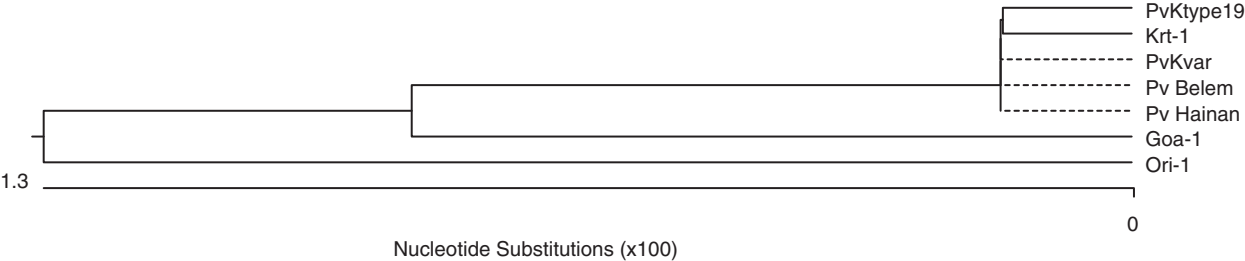 PvKtype19
Krt-1
PvKvar
Pv Belem
Pv Hainan
Goa-1
Ori-1
1.3
0
Nucleotide Substitutions (x100)